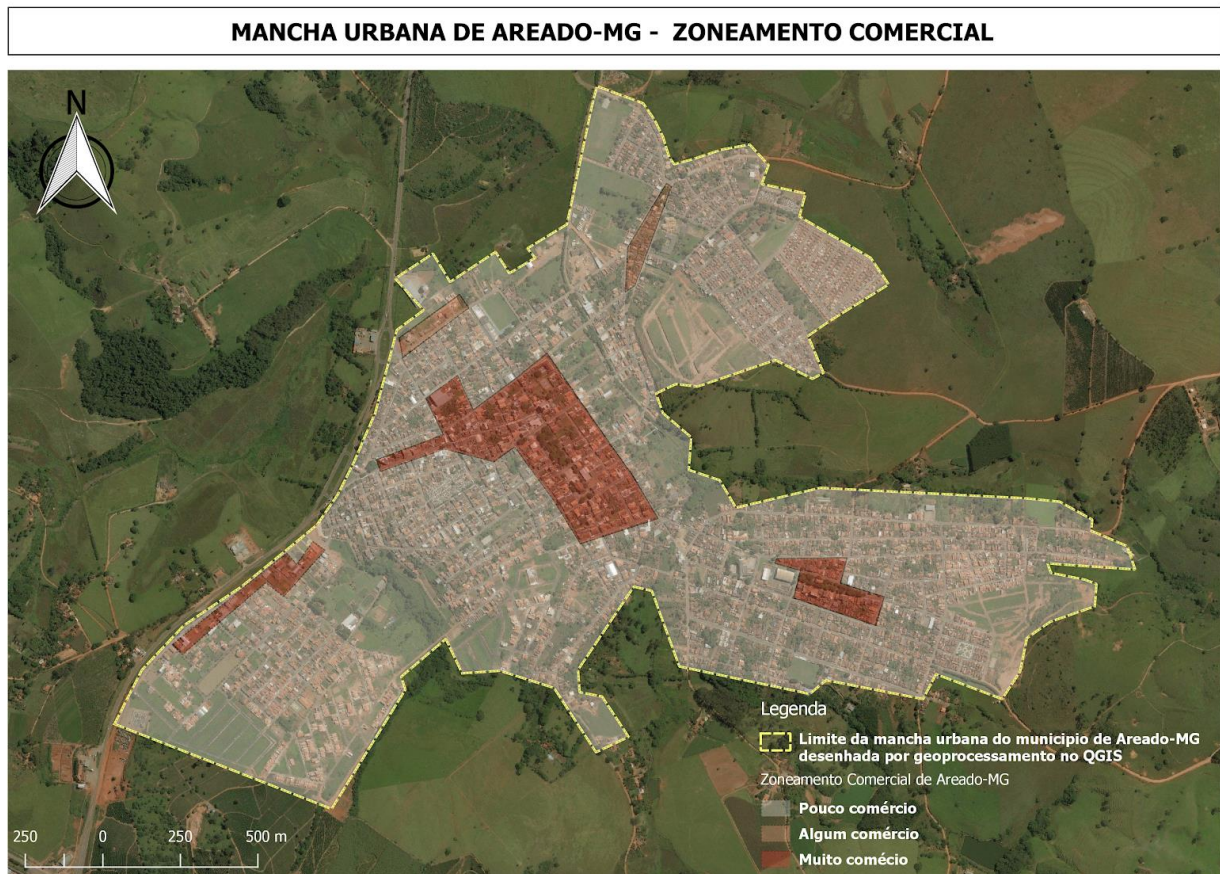 MANCHA URBANA DE AREADO-MG - ZONEAMENTO COMERCIAL
N
Legenda
Limite da mancha urbana do municipio de Areado-MG
desenhada por geoprocessamento no QGIS
Zoneamento Comercial de Areado-MG
Pouco comércio
Algum comércio
Muito comécio
250 0 250 500 m